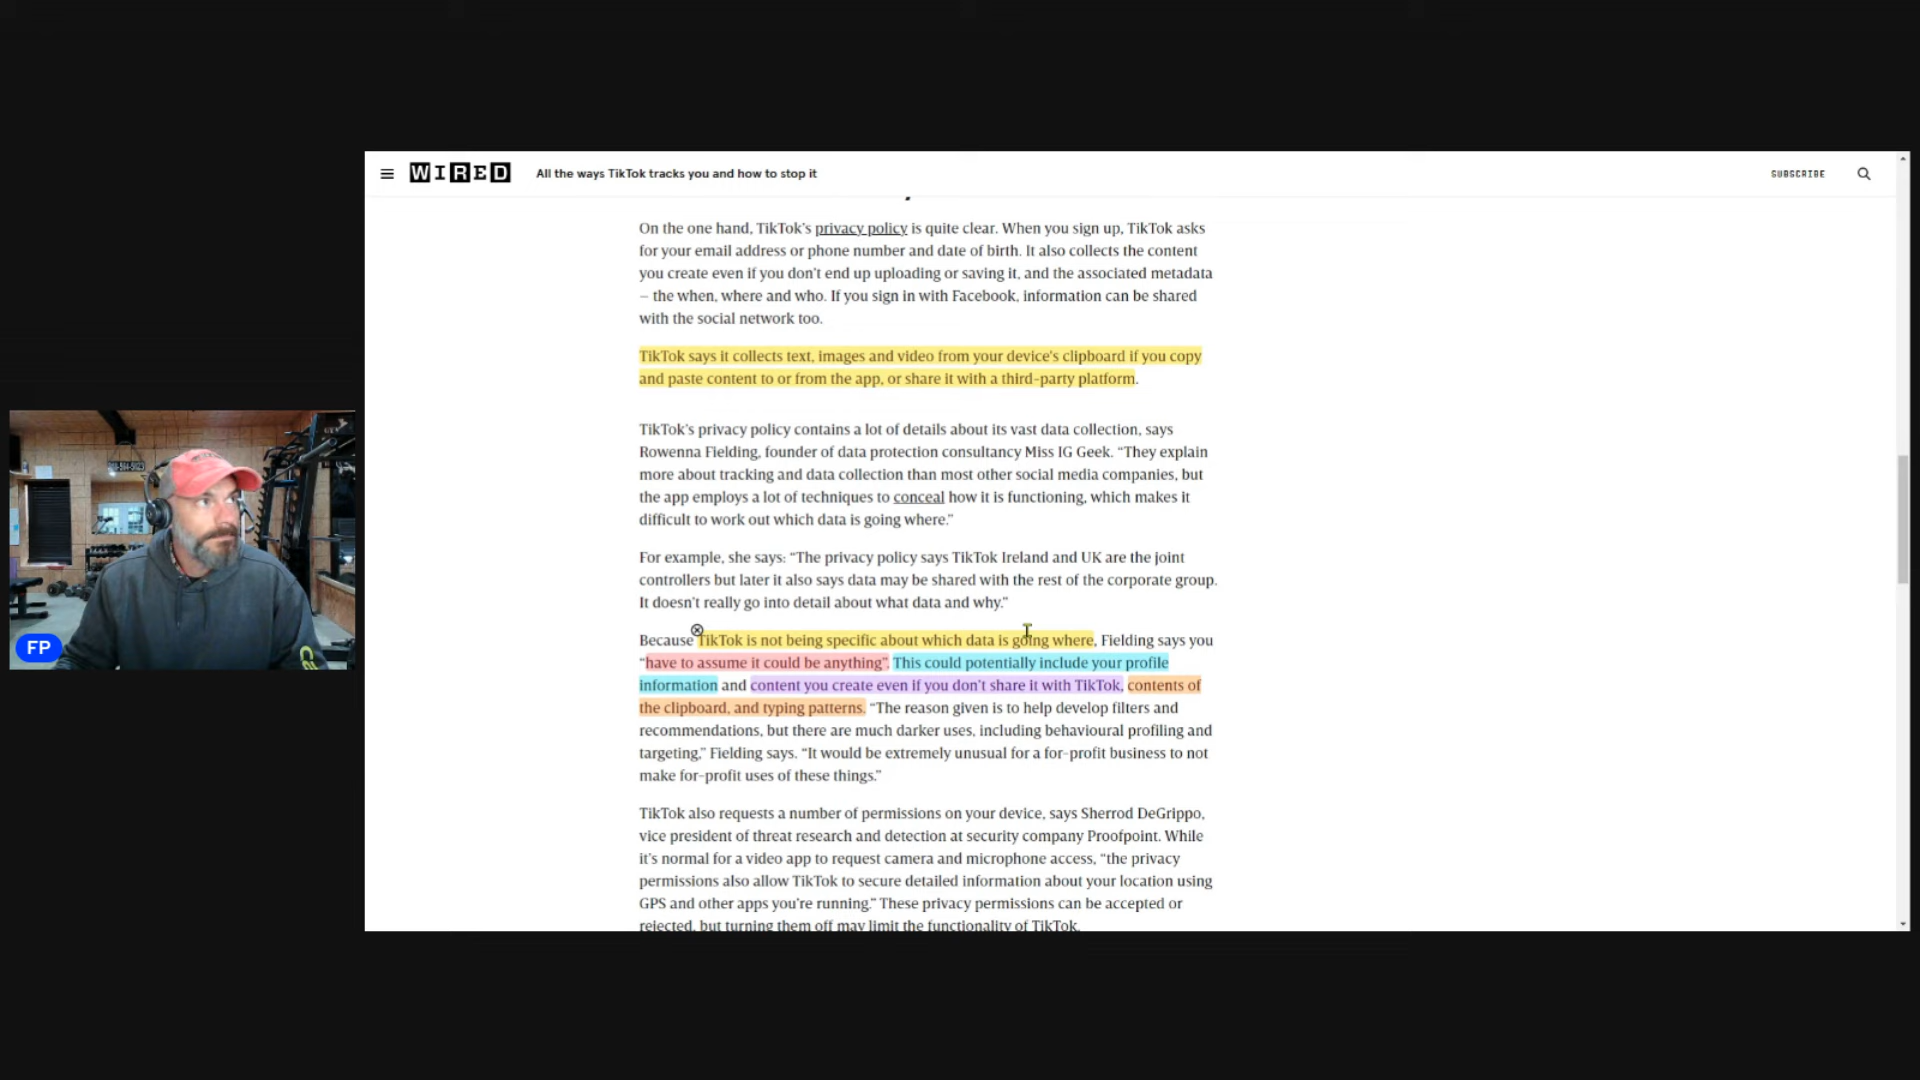 WIRED
All the ways TikTok tracks you and how to stop it
SUBSCRIBE
On the one hand, TikTok's privacy policy is quite clear. When you sign up, TikTok asks
for your email address or phone number and date of birth. It also collects the content
you create even if you don't end up uploading or saving it, and the associated metadata
– the when, where and who. If you sign in with Facebook, information can be shared
with the social network too.
TikTok says it collects text, images and video from your device's clipboard if you copy
and paste content to or from the app, or share it with a third-party platform.
TikTok's privacy policy contains a lot of details about its vast data collection, says
Rowenna Fielding, founder of data protection consultancy Miss IG Geek. “They explain
more about tracking and data collection than most other social media companies, but
the app employs a lot of techniques to conceal how it is functioning, which makes it
difficult to work out which data is going where.”
For example, she says: “The privacy policy says TikTok Ireland and UK are the joint
controllers but later it also says data may be shared with the rest of the corporate group.
It doesn't really go into detail about what data and why.”
Because TikTok is not being specific about which data is going where, Fielding says you
“have to assume it could be anything”. This could potentially include your profile
information and content you create even if you don't share it with TikTok, contents of
the clipboard, and typing patterns. “The reason given is to help develop filters and
recommendations, but there are much darker uses, including behavioural profiling and
targeting,” Fielding says. “It would be extremely unusual for a for-profit business to not
make for-profit uses of these things.”
TikTok also requests a number of permissions on your device, says Sherrod DeGrippo,
vice president of threat research and detection at security company Proofpoint. While
it's normal for a video app to request camera and microphone access, “the privacy
permissions also allow TikTok to secure detailed information about your location using
GPS and other apps you're running.” These privacy permissions can be accepted or
rejected, but turning them off may limit the functionality of TikTok.
FP